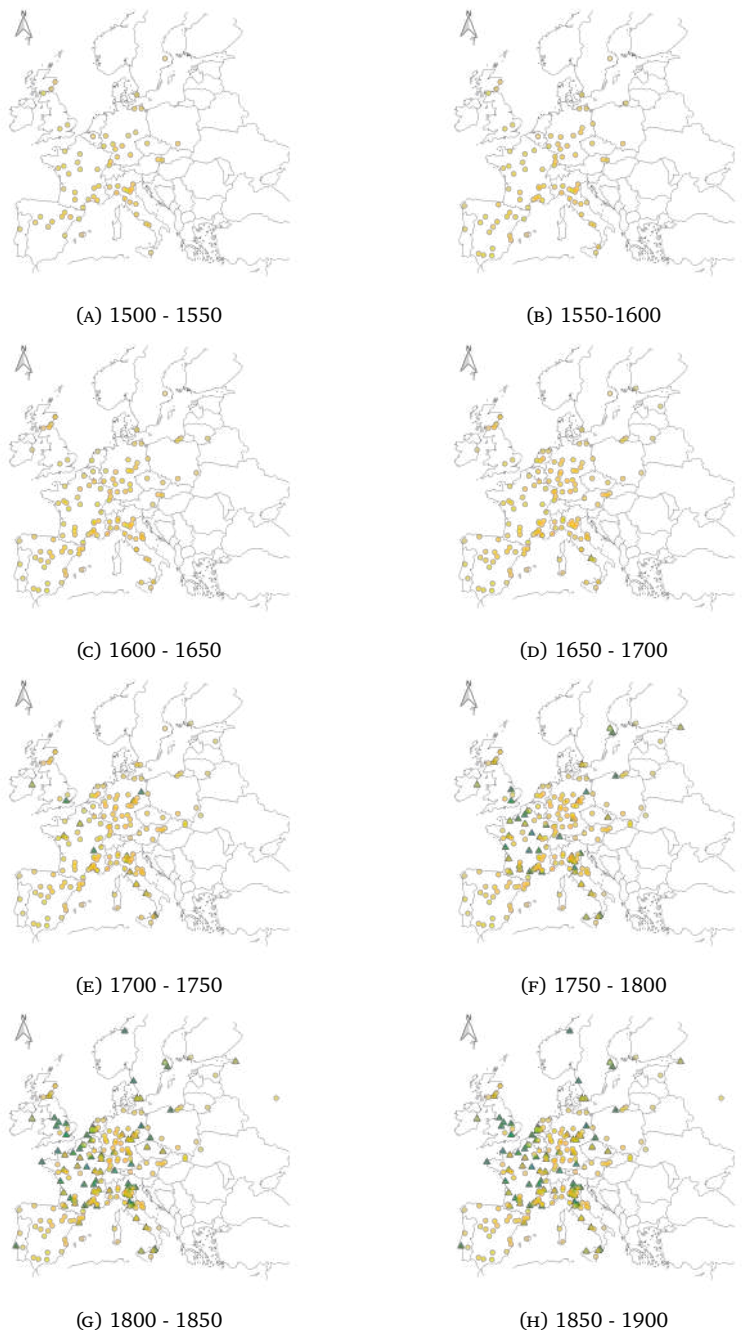 N
N
(A) 1500 - 1550
(B) 1550-1600
N
N
(C) 1600 - 1650
(D) 1650 - 1700
N
N
(E) 1700 - 1750
(F) 1750 - 1800
N
N
(G) 1800 - 1850
(H) 1850 - 1900